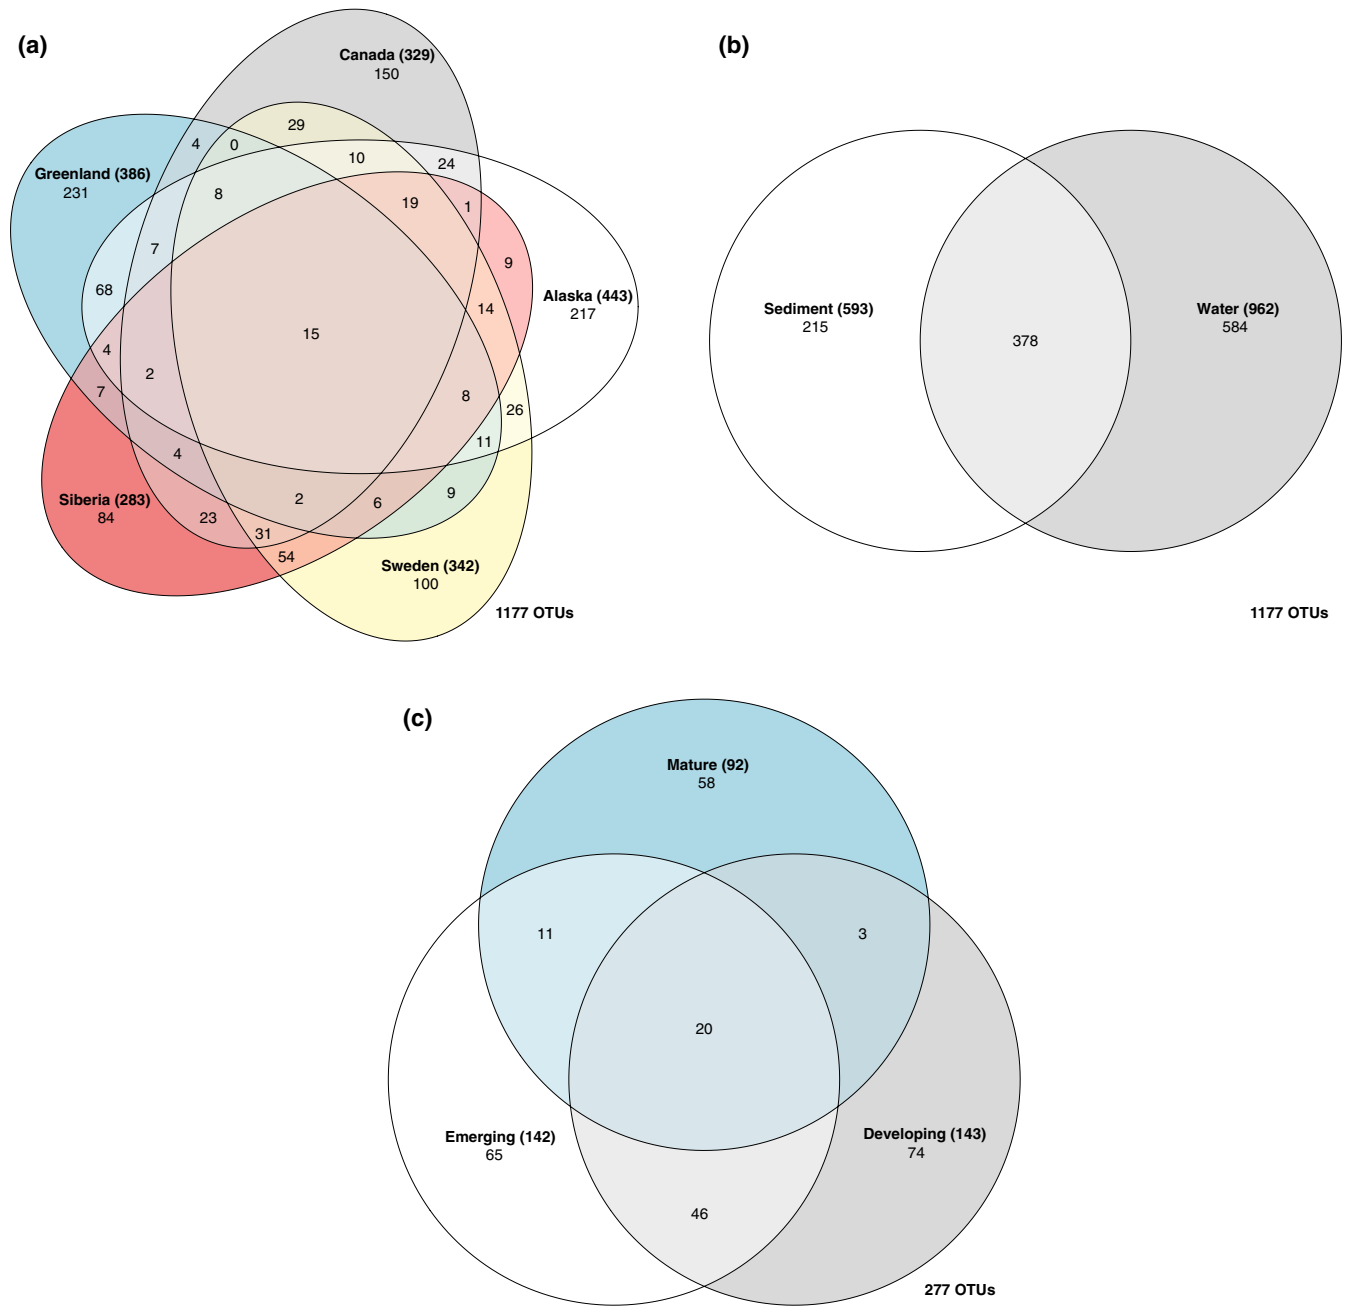 (a)
Canada (329)
150
29
4
0
10
24
Greenland (386)
231
8
19
1
7
9
68
Alaska (443)
217
14
15
4
2
7
8
26
11
4
Siberia (283)
84
2
6
9
23
31
54
Sweden (342)
100
1177 OTUs
(b)
Sediment (593)
215
378
Water (962)
584
1177 OTUs
(c)
Mature (92)
58
11
3
20
Emerging (142)
65
Developing (143)
74
46
277 OTUs